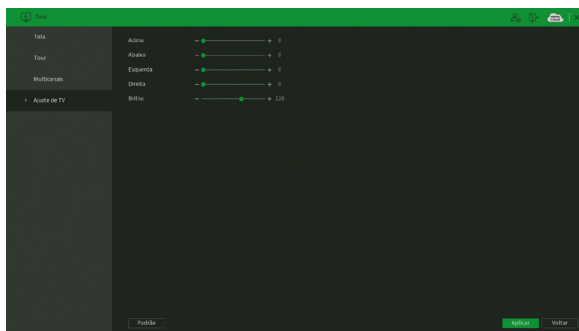 Tela
Tela
Tour
Multicanais
> Ajuste de TV
Acima - + 0
Abaixo - + 0
Esquerda - + 0
Direita - + 0
Brilho - + 128
Padrão
Aplicar
Voltar